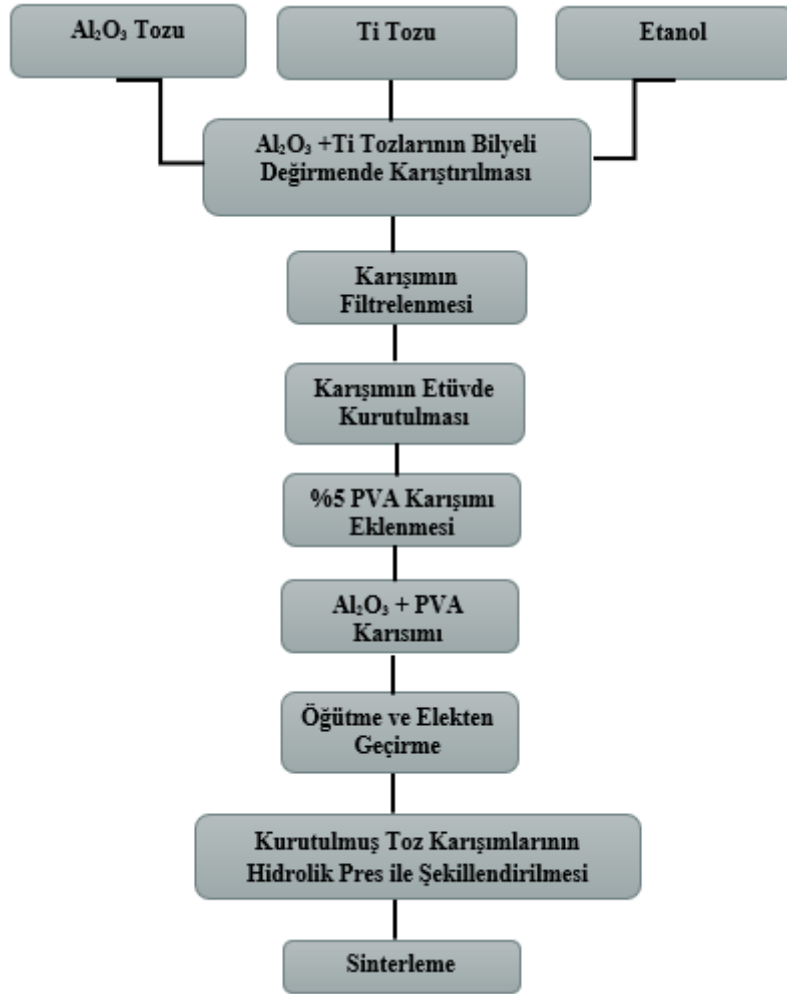 Al₂O₃ Tozu
Ti Tozu
Etanol
Al₂O₃ +Ti Tozlarının Bilyeli
Değirmende Karıştırılması
Karışımın
Filtrelenmesi
Karışımın Etüvde
Kurutulması
%5 PVA Karışımı
Eklenmesi
Al₂O₃ + PVA
Karısımı
Öğütme ve Elekten
Geçirme
Kurutulmuş Toz Karışımlarının
Hidrolik Pres ile Şekillendirilmesi
Sinterleme